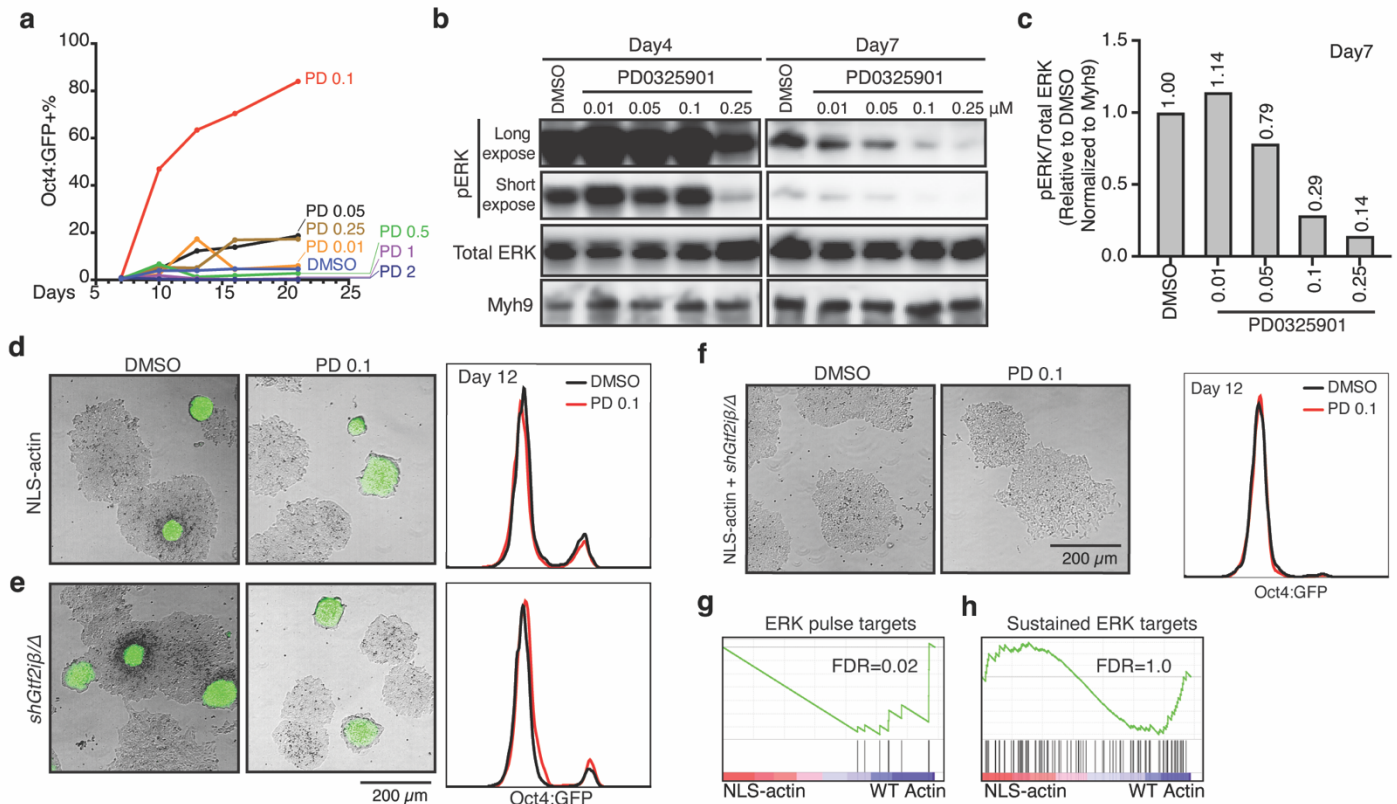 a
Oct4:GFP+%
100
80
60
40
20
0
Days
5
10
15
20
25
PD 0.1
PD 0.05
PD 0.25
PD 0.01
DMSO
PD 0.5
PD 1
PD 2
b
Day4
Day7
DMSO
PD0325901
DMSO
PD0325901
0.01
0.05
0.1
0.25
0.01
0.05
0.1
0.25
μM
pERK
Long
expose
Short
expose
Total ERK
Myh9
c
Day7
pERK/Total ERK
(Relative to DMSO
Normalized to Myh9)
1.5
1.0
0.5
0.0
1.00
1.14
0.79
0.29
0.14
DMSO
0.01
0.05
0.1
0.25
PD0325901
d
DMSO
PD 0.1
NLS-actin
Day 12
DMSO
PD 0.1
e
shGtf2iβ/Δ
200 μm
Oct4:GFP
f
DMSO
PD 0.1
NLS-actin + shGtf2iβ/Δ
200 μm
Day 12
DMSO
PD 0.1
Oct4:GFP
g
ERK pulse targets
FDR=0.02
NLS-actin
WT Actin
h
Sustained ERK targets
FDR=1.0
NLS-actin
WT Actin